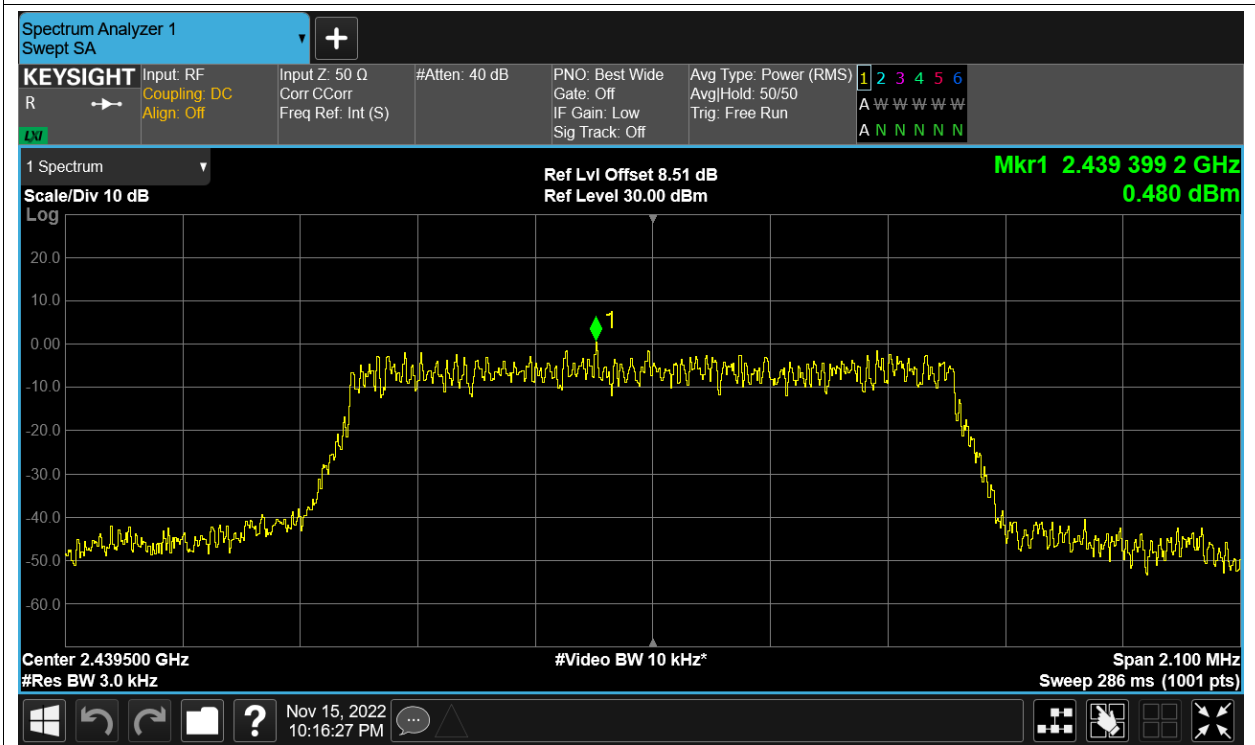 Spectrum Analyzer 1
Swept SA
KEYSIGHT
R
LXI
Input: RF
Coupling: DC
Align: Off
Input Z: 50 Ω
Corr CCorr
Freq Ref: Int (S)
#Atten: 40 dB
PNO: Best Wide
Gate: Off
IF Gain: Low
Sig Track: Off
Avg Type: Power (RMS)
Avg|Hold: 50/50
Trig: Free Run
1 2 3 4 5 6
A W W W W W
A N N N N N
1 Spectrum
Scale/Div 10 dB
Log
Ref Lvl Offset 8.51 dB
Ref Level 30.00 dBm
Mkr1 2.439 399 2 GHz
0.480 dBm
20.0
10.0
1
0.00
-10.0
-20.0
-30.0
-40.0
-50.0
-60.0
Center 2.439500 GHz
#Video BW 10 kHz*
Span 2.100 MHz
#Res BW 3.0 kHz
Sweep 286 ms (1001 pts)
?
Nov 15, 2022
10:16:27 PM